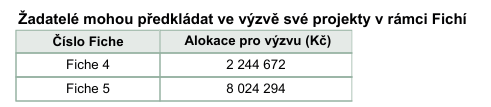 Žadatelé mohou předkládat ve výzvě své projekty v rámci Fichí
Číslo Fiche Alokace pro výzvu (Kč)
Fiche 4 2 244 672
Fiche 5 8 024 294